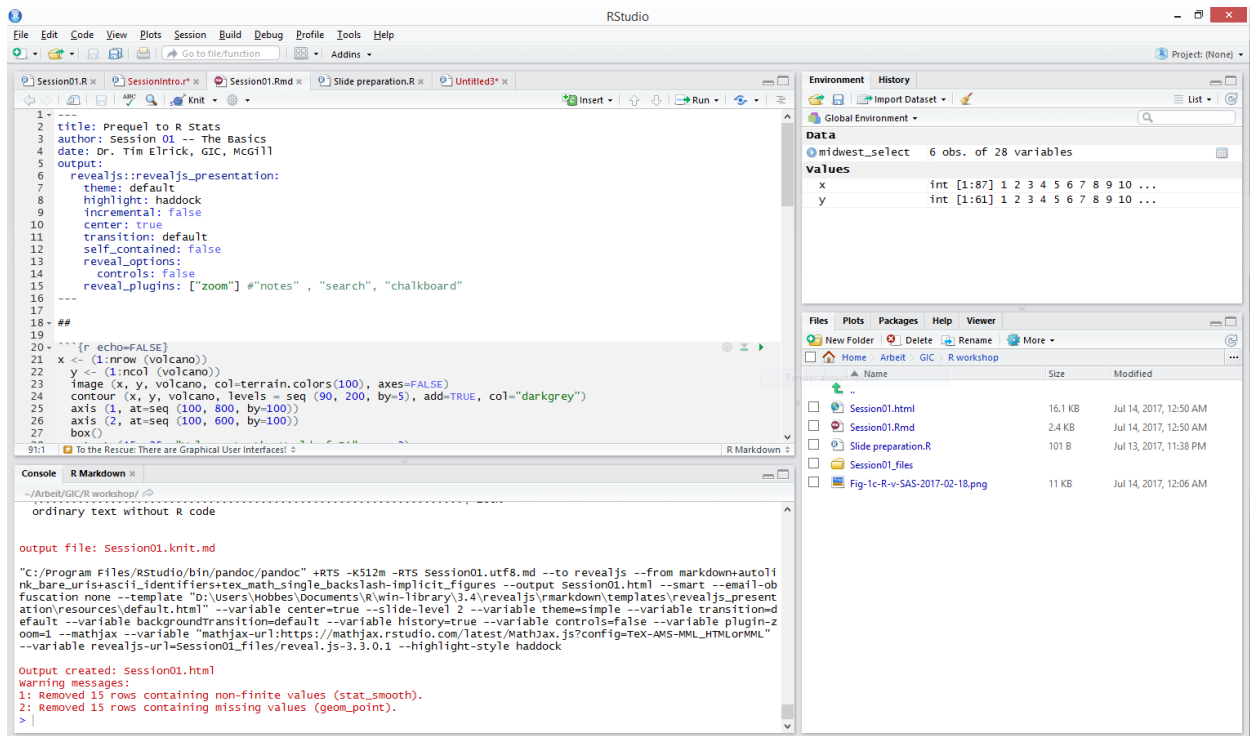 RStudio
File Edit Code View Plots Session Build Debug Profile Tools Help
Go to file/function Addins Project: (None)
Session01.R SessionIntro.r* Session01.Rmd Slide preparation.R Untitled3*
ABC Knit Insert Run
1 ---
2 title: Prequel to R Stats
3 author: Session 01 -- The Basics
4 date: Dr. Tim Elrick, GIC, McGill
5 output:
6 revealjs::revealjs_presentation:
7 theme: default
8 highlight: haddock
9 incremental: false
10 center: true
11 transition: default
12 self_contained: false
13 reveal_options:
14 controls: false
15 reveal_plugins: ["zoom"] #"notes" , "search", "chalkboard"
16 ---
17
18 ##
19
20 ```{r echo=FALSE}
21 x <- (1:nrow (volcano))
22 y <- (1:ncol (volcano))
23 image (x, y, volcano, col=terrain.colors(100), axes=FALSE)
24 contour (x, y, volcano, levels = seq (90, 200, by=5), add=TRUE, col="darkgrey")
25 axis (1, at=seq (100, 800, by=100))
26 axis (2, at=seq (100, 600, by=100))
27 box()
91:1 To the Rescue: There are Graphical User Interfaces! R Markdown
Console R Markdown
~/Arbeit/GIC/R workshop/
ordinary text without R code
output file: Session01.knit.md
"C:/Program Files/RStudio/bin/pandoc/pandoc" +RTS -K512m -RTS Session01.utf8.md --to revealjs --from markdown+autoli
nk_bare_uris+ascii_identifiers+tex_math_single_backslash-implicit_figures --output Session01.html --smart --email-ob
fuscation none --template "D:\Users\Hobbes\Documents\R\win-library\3.4\revealjs\rmarkdown\templates\revealjs_present
ation\resources\default.html" --variable center=true --slide-level 2 --variable theme=simple --variable transition=d
efault --variable backgroundTransition=default --variable history=true --variable controls=false --variable plugin-z
oom=1 --mathjax --variable "mathjax-url:https://mathjax.rstudio.com/latest/MathJax.js?config=TeX-AMS-MML_HTMLorMML"
--variable revealjs-url=Session01_files/reveal.js-3.3.0.1 --highlight-style haddock
Output created: Session01.html
Warning messages:
1: Removed 15 rows containing non-finite values (stat_smooth).
2: Removed 15 rows containing missing values (geom_point).
>
Environment History
Import Dataset List
Global Environment
Data
midwest_select 6 obs. of 28 variables
Values
x int [1:87] 1 2 3 4 5 6 7 8 9 10 ...
y int [1:61] 1 2 3 4 5 6 7 8 9 10 ...
Files Plots Packages Help Viewer
New Folder Delete Rename More
Home Arbeit GIC R workshop ...
Name Size Modified
..
Session01.html 16.1 KB Jul 14, 2017, 12:50 AM
Session01.Rmd 2.4 KB Jul 14, 2017, 12:50 AM
Slide preparation.R 101 B Jul 13, 2017, 11:38 PM
Session01_files
Fig-1c-R-v-SAS-2017-02-18.png 11 KB Jul 14, 2017, 12:06 AM